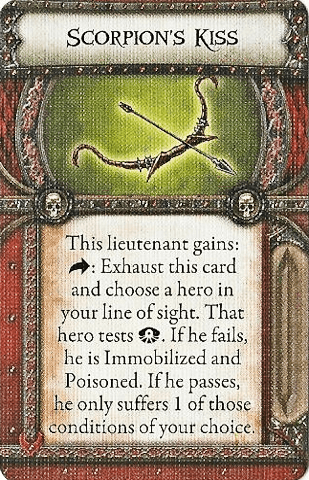 Scorpion's Kiss
This lieutenant gains:
: Exhaust this card
and choose a hero in
your line of sight. That
hero tests . If he fails,
he is Immobilized and
Poisoned. If he passes,
he only suffers 1 of those
conditions of your choice.